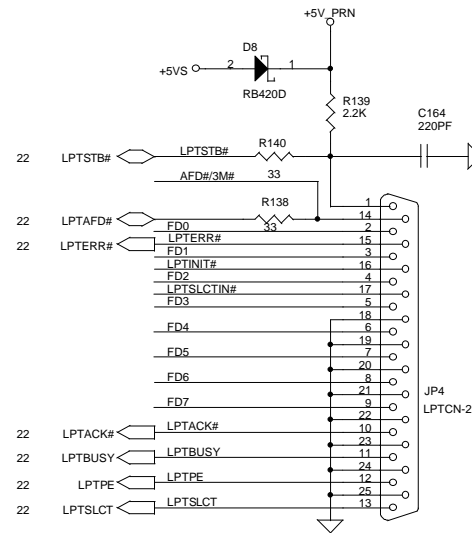 +5V_PRN
D8
+5VS
2
1
RB420D
R139
2.2K
C164
220PF
R140
22
LPTSTB#
LPTSTB#
33
AFD#/3M#
1
R138
14
22
LPTAFD#
FD0
33
2
22
LPTERR#
LPTERR#
15
FD1
3
LPTINIT#
16
FD2
4
LPTSLCTIN#
17
FD3
5
18
FD4
6
19
FD5
7
20
FD6
8
21
JP4
FD7
9
LPTCN-2
22
22
LPTACK#
LPTACK#
10
23
22
LPTBUSY
LPTBUSY
11
24
22
LPTPE
LPTPE
12
25
22
LPTSLCT
LPTSLCT
13